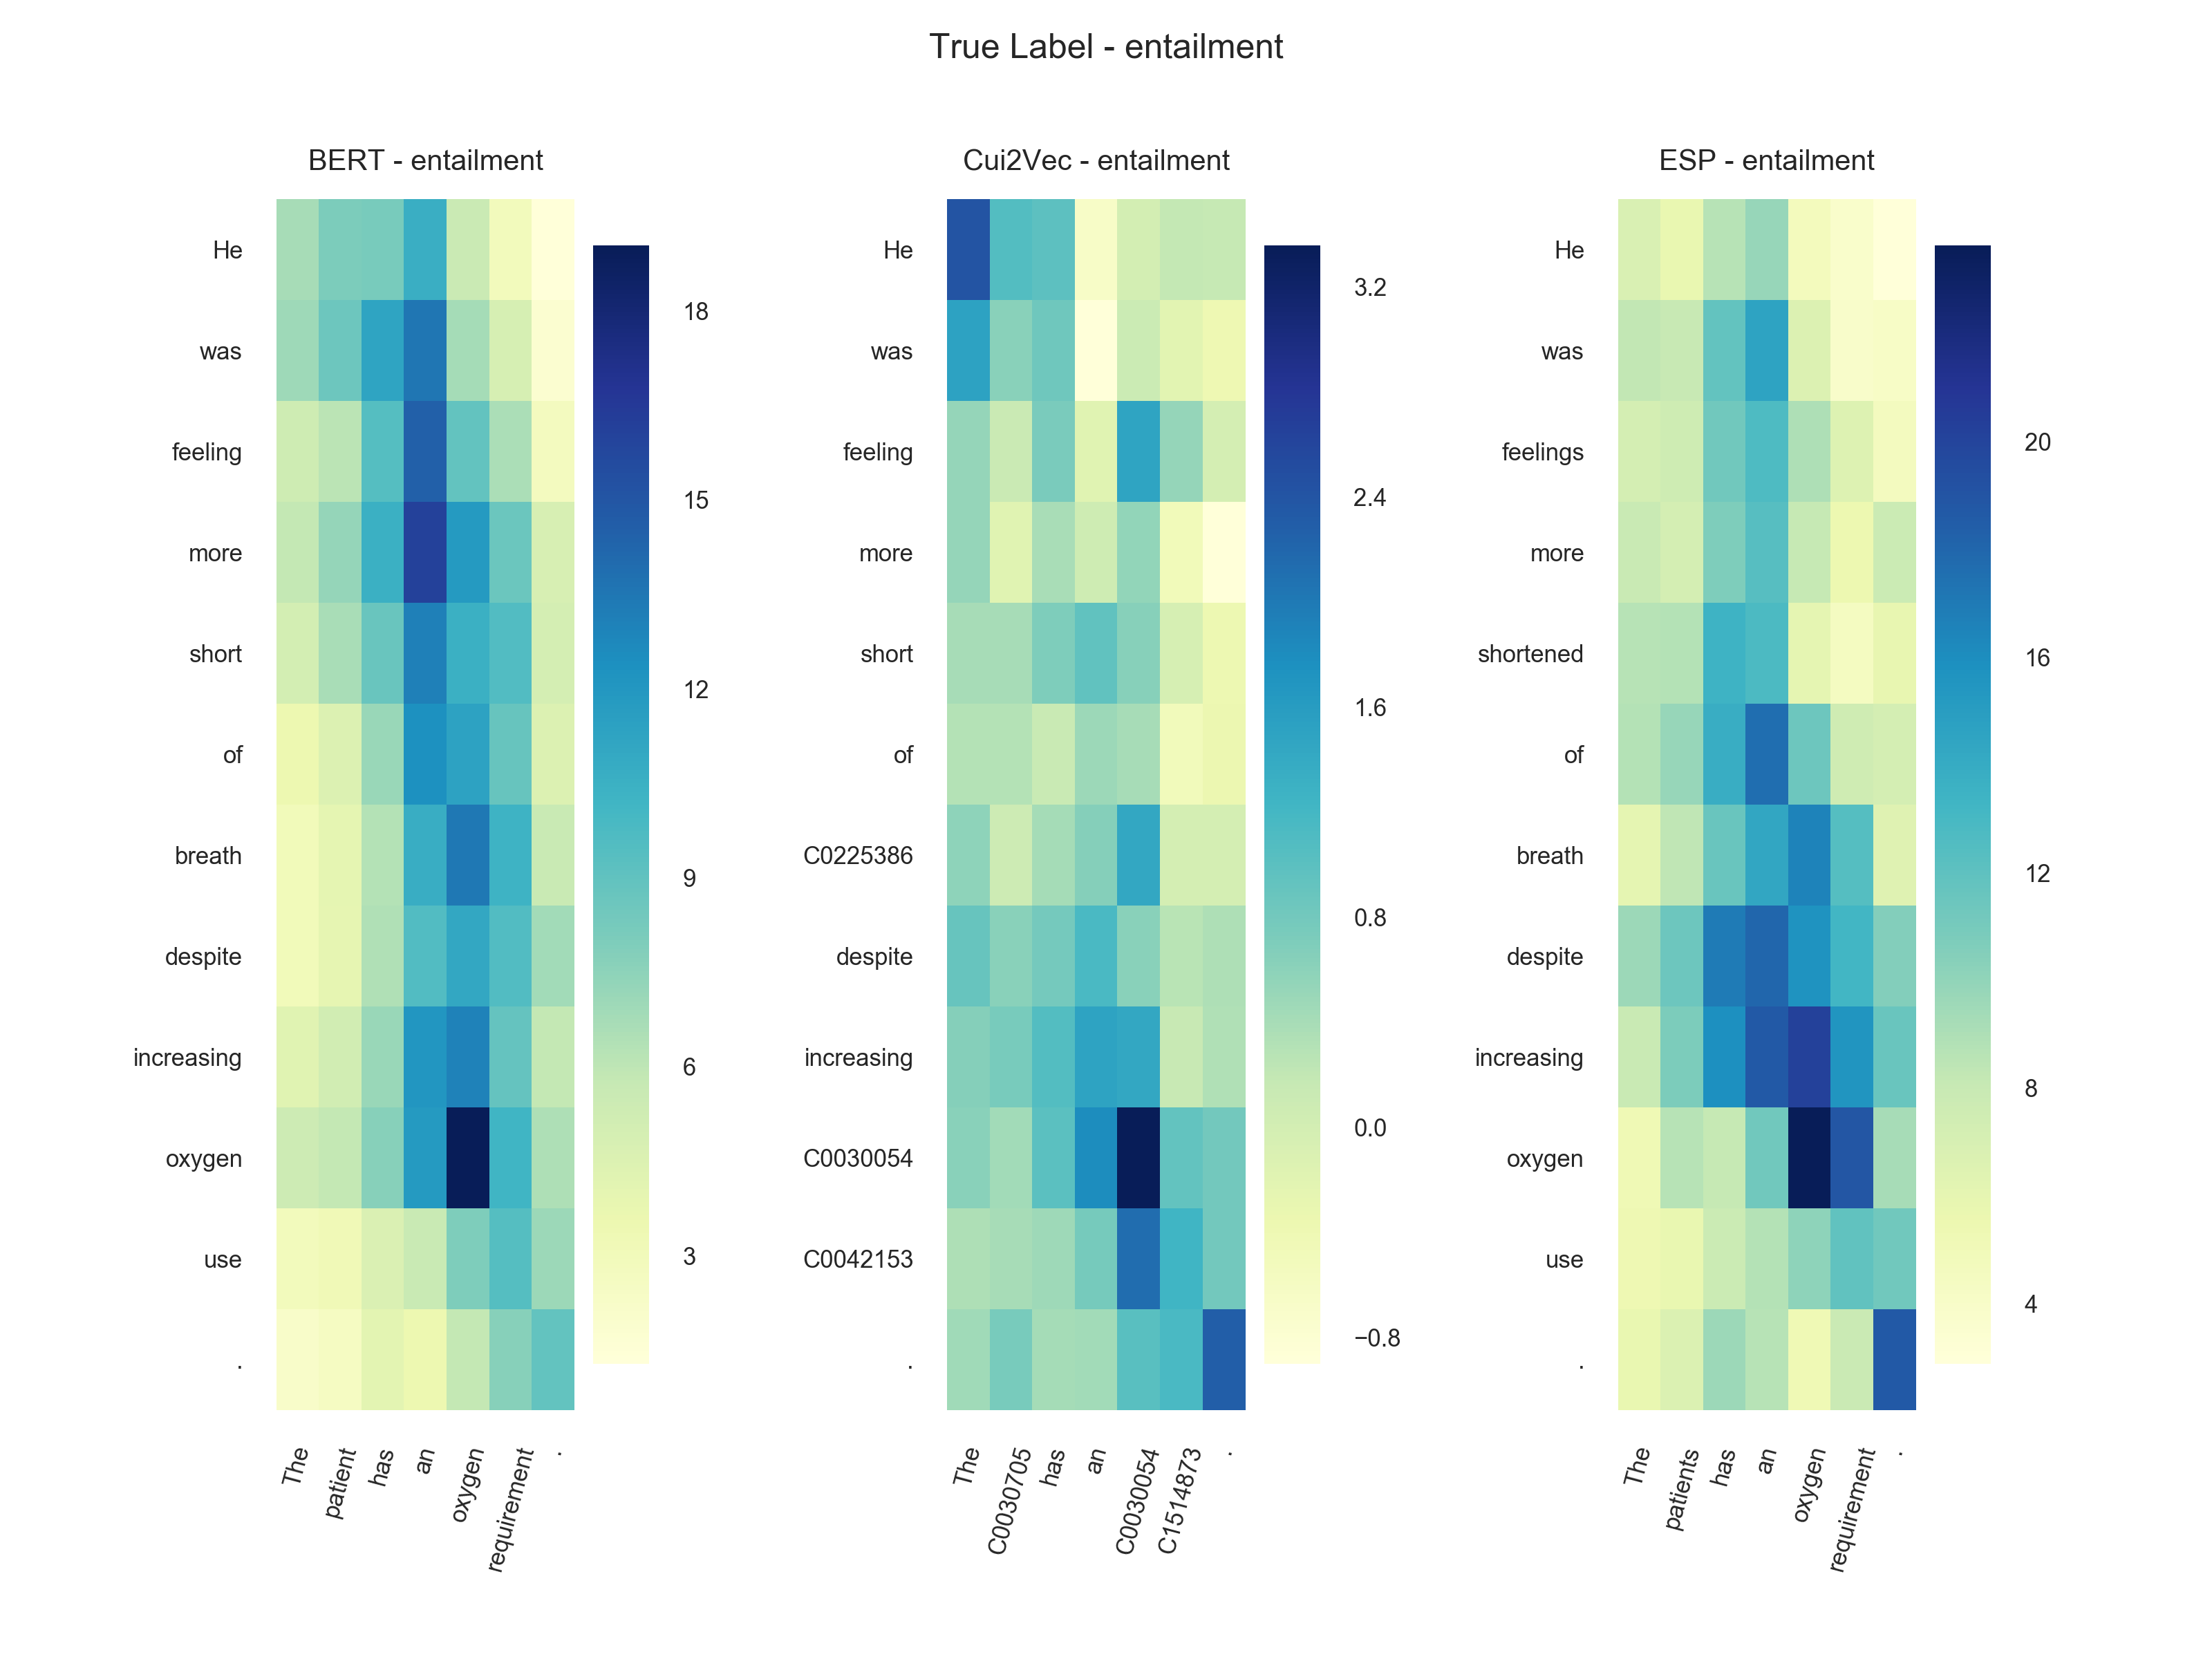 True Label - entailment
BERT - entailment
He
was
feeling
more
short
of
breath
despite
increasing
oxygen
use
.
The
patient
has
an
oxygen
requirement
.
18
15
12
9
6
3
Cui2Vec - entailment
He
was
feeling
more
short
of
C0225386
despite
increasing
C0030054
C0042153
.
The
C0030705
has
an
C0030054
C1514873
.
3.2
2.4
1.6
0.8
0.0
−0.8
ESP - entailment
He
was
feelings
more
shortened
of
breath
despite
increasing
oxygen
use
.
The
patients
has
an
oxygen
requirement
.
20
16
12
8
4